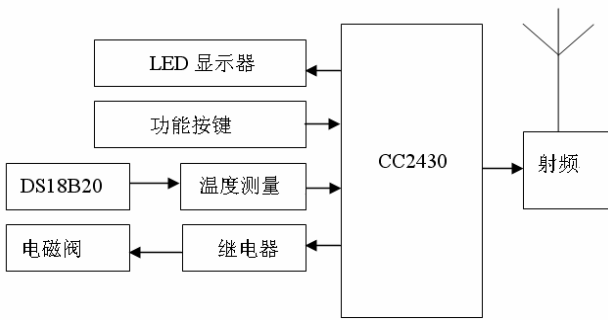 LED 显示器
功能按键
CC2430
射频
DS18B20
温度测量
电磁阀
继电器